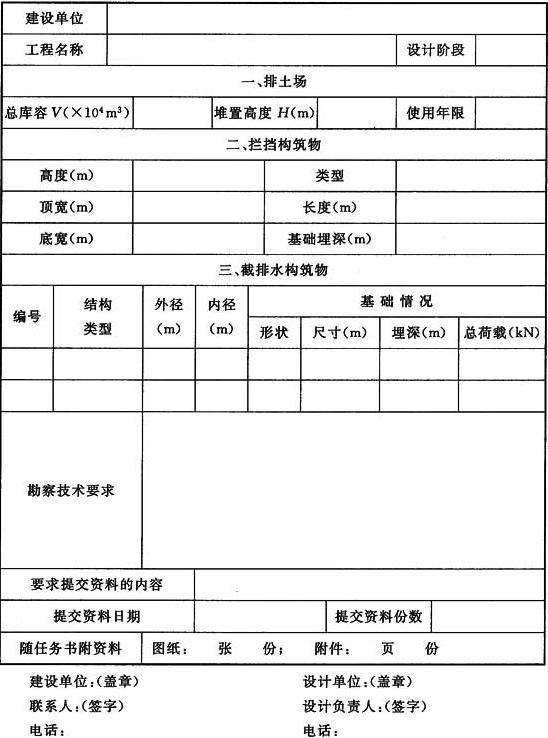 建设单位
工程名称 设计阶段
一、排土场
总库容 V(×10⁴m³) 堆置高度 H(m) 使用年限
二、拦挡构筑物
高度(m) 类型
顶宽(m) 长度(m)
底宽(m) 基础埋深(m)
三、截排水构筑物
编号 结构类型 外径(m) 内径(m) 基础情况
形状 尺寸(m) 埋深(m) 总荷载(kN)
勘察技术要求
要求提交资料的内容
提交资料日期 提交资料份数
随任务书附资料 图纸： 张 份； 附件： 页 份
建设单位:(盖章) 设计单位:(盖章)
联系人:(签字) 设计负责人:(签字)
电话： 电话：